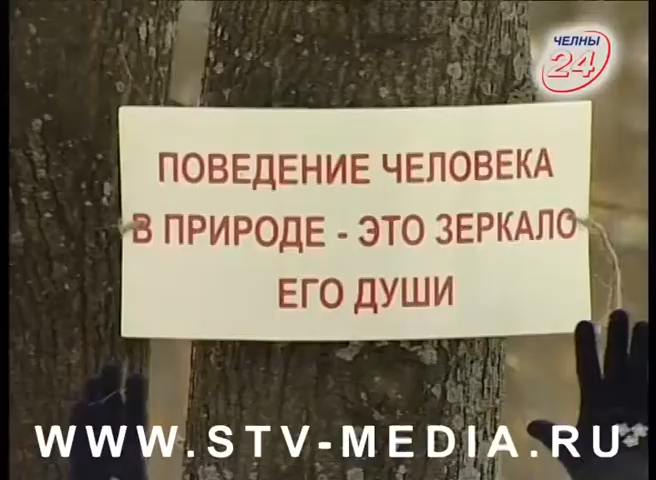 ЧЕЛНЫ
24
ПОВЕДЕНИЕ ЧЕЛОВЕКА
В ПРИРОДЕ - ЭТО ЗЕРКАЛО
ЕГО ДУШИ
WWW.STV-MEDIA.RU